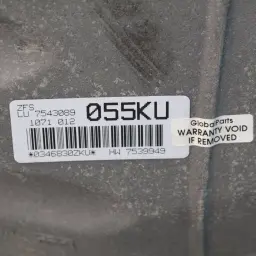 ZFS
LU 7543089
1071 012
055KU
*0346830ZKU* HW 7539949
GlobalParts
WARRANTY VOID
IF REMOVED